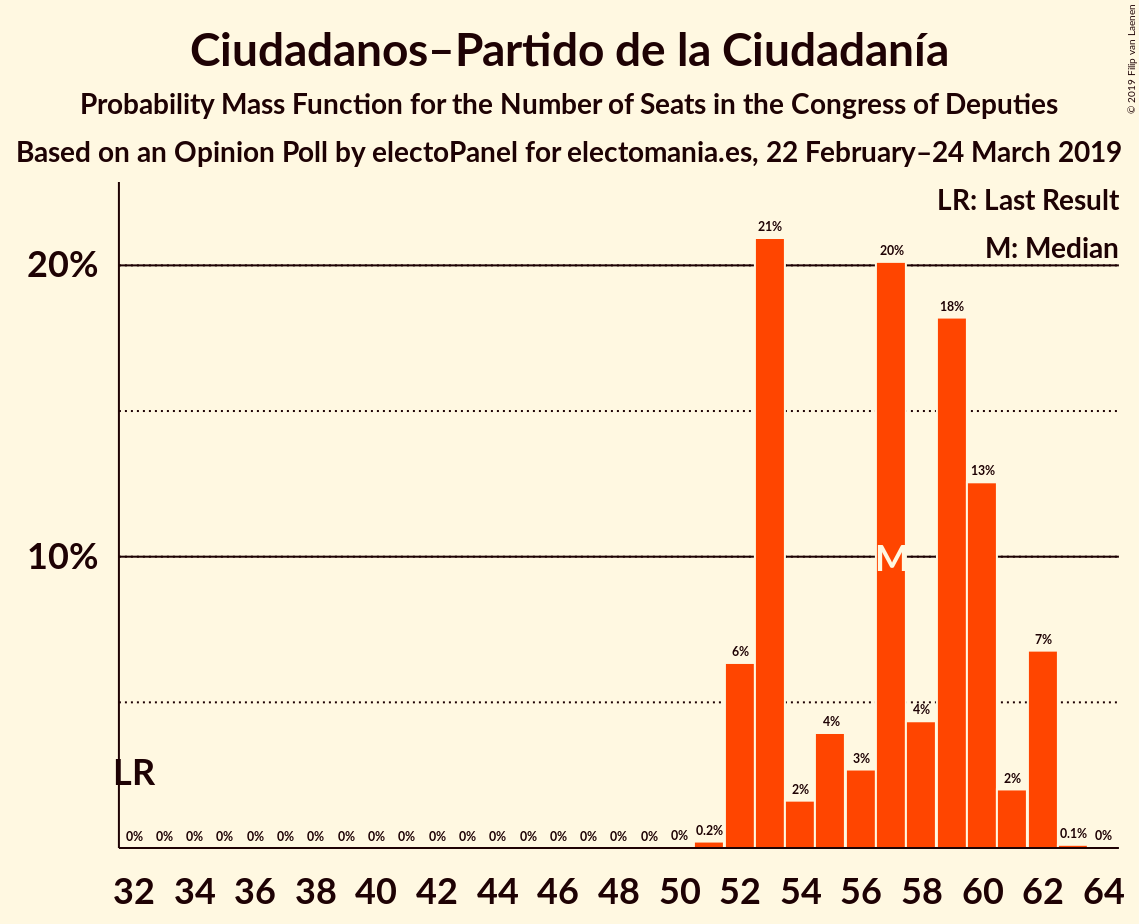 © 2019 Filip van Laenen
Ciudadanos–Partido de la Ciudadanía
Probability Mass Function for the Number of Seats in the Congress of Deputies
Based on an Opinion Poll by electoPanel for electomania.es, 22 February–24 March 2019
LR: Last Result
M: Median
20%
10%
LR
M
0% 0% 0% 0% 0% 0% 0% 0% 0% 0% 0% 0% 0% 0% 0% 0% 0% 0% 0% 0.2% 6% 21% 2% 4% 3% 20% 4% 18% 13% 2% 7% 0.1% 0%
32 34 36 38 40 42 44 46 48 50 52 54 56 58 60 62 64